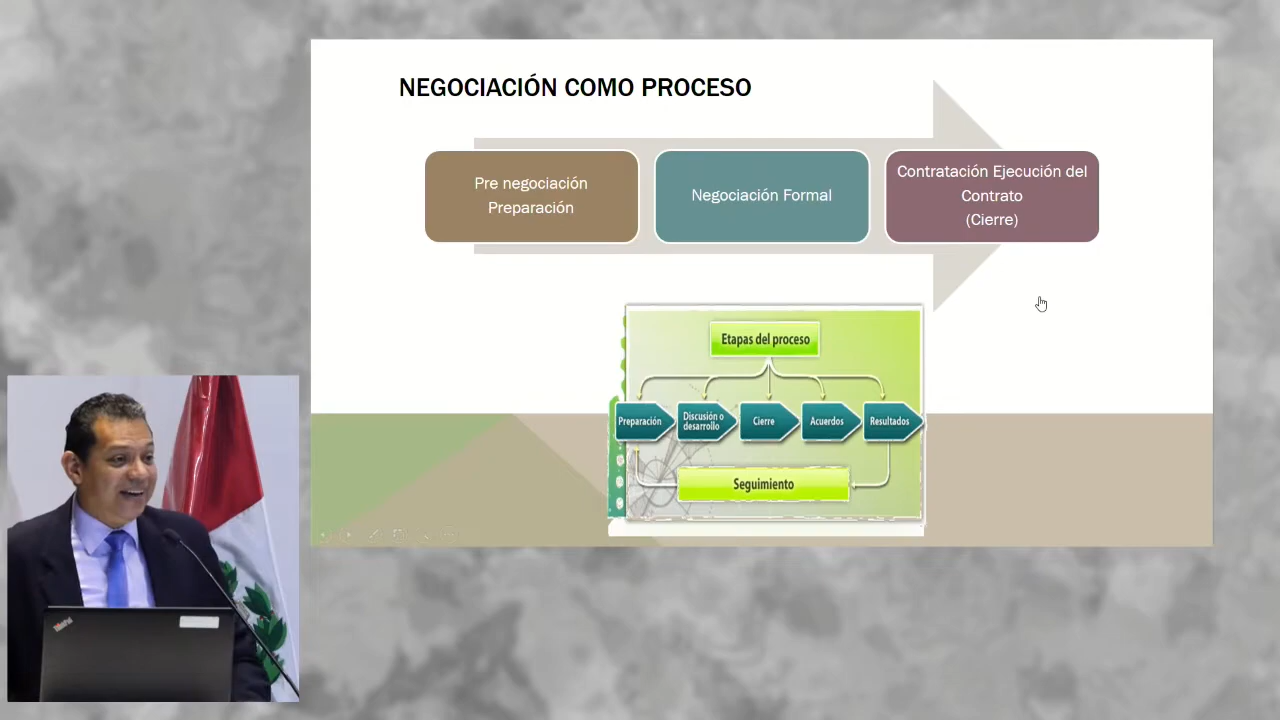 NEGOCIACIÓN COMO PROCESO
Pre negociación
Preparación
Negociación Formal
Contratación Ejecución del
Contrato
(Cierre)
Etapas del proceso
Preparación
Discusión o
desarrollo
Cierre
Acuerdos
Resultados
Seguimiento